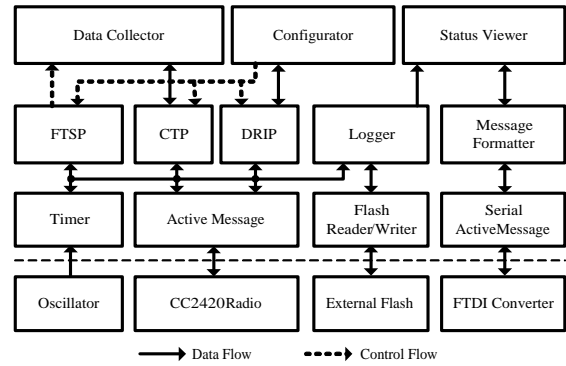 Data Collector
Configurator
Status Viewer
FTSP
CTP
DRIP
Logger
Message
Formatter
Timer
Active Message
Flash
Reader/Writer
Serial
ActiveMessage
Oscillator
CC2420Radio
External Flash
FTDI Converter
Data Flow
Control Flow